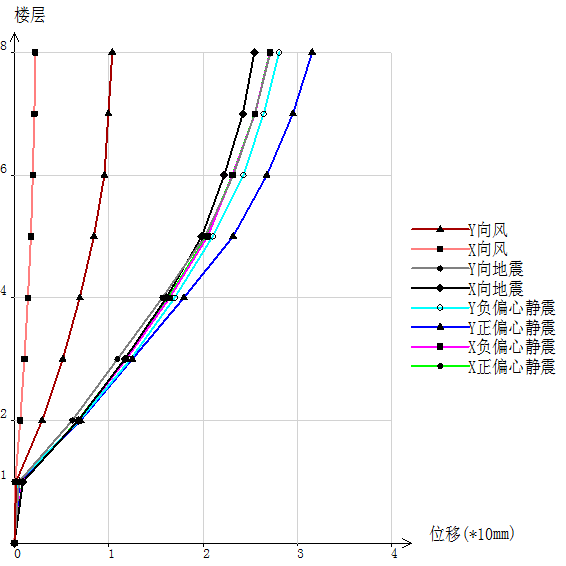 楼层
8
6
4
2
1
0 1 2 3 4
位移(*10mm)
Y向风
X向风
Y向地震
X向地震
Y负偏心静震
Y正偏心静震
X负偏心静震
X正偏心静震